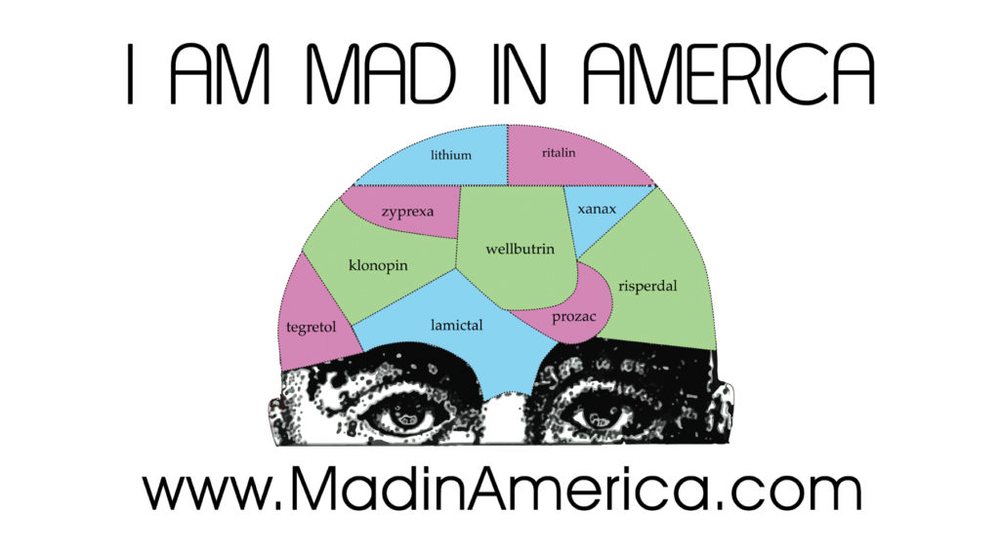 I AM MAD IN AMERICA
lithium
ritalin
zyprexa
xanax
wellbutrin
klonopin
risperdal
prozac
tegretol
lamictal
www.MadinAmerica.com